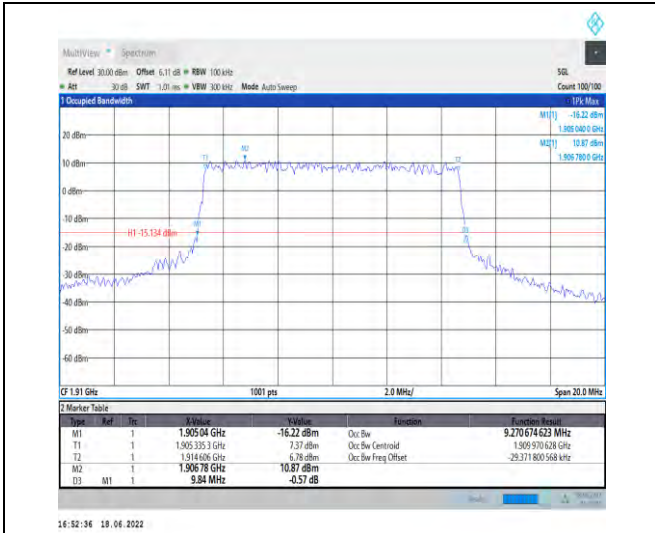 MultiView Spectrum
Ref Level 30.00 dBm Offset 6.11 dB RBW 100 kHz SGL
Att 30 dB SWT 1.01 ms VBW 300 kHz Mode Auto Sweep Count 100/100
1 Occupied Bandwidth 1Pk Max
M1[1] -16.22 dBm
1.905 040 0 GHz
M2[1] 10.87 dBm
1.906 780 0 GHz
20 dBm
M2
T1 T2
10 dBm
0 dBm
-10 dBm
M1
H1 -15.134 dBm
D3
-20 dBm
-30 dBm
-40 dBm
-50 dBm
-60 dBm
CF 1.91 GHz 1001 pts 2.0 MHz/ Span 20.0 MHz
2 Marker Table
Type Ref Trc X-Value Y-Value Function Function Result
M1 1 1.905 04 GHz -16.22 dBm Occ Bw 9.270 674 623 MHz
T1 1 1.905 335 3 GHz 7.37 dBm Occ Bw Centroid 1.909 970 628 GHz
T2 1 1.914 606 GHz 6.78 dBm Occ Bw Freq Offset -29.371 800 568 kHz
M2 1 1.906 78 GHz 10.87 dBm
D3 M1 1 9.84 MHz -0.57 dB
16:52:36 18.06.2022